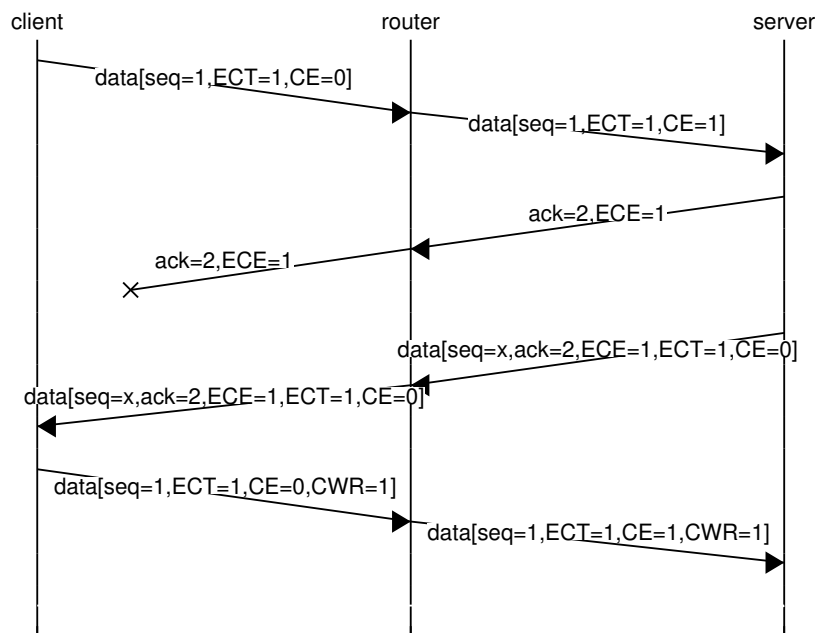 client router server
data[seq=1,ECT=1,CE=0]
data[seq=1,ECT=1,CE=1]
ack=2,ECE=1
ack=2,ECE=1
data[seq=x,ack=2,ECE=1,ECT=1,CE=0]
data[seq=x,ack=2,ECE=1,ECT=1,CE=0]
data[seq=1,ECT=1,CE=0,CWR=1]
data[seq=1,ECT=1,CE=1,CWR=1]